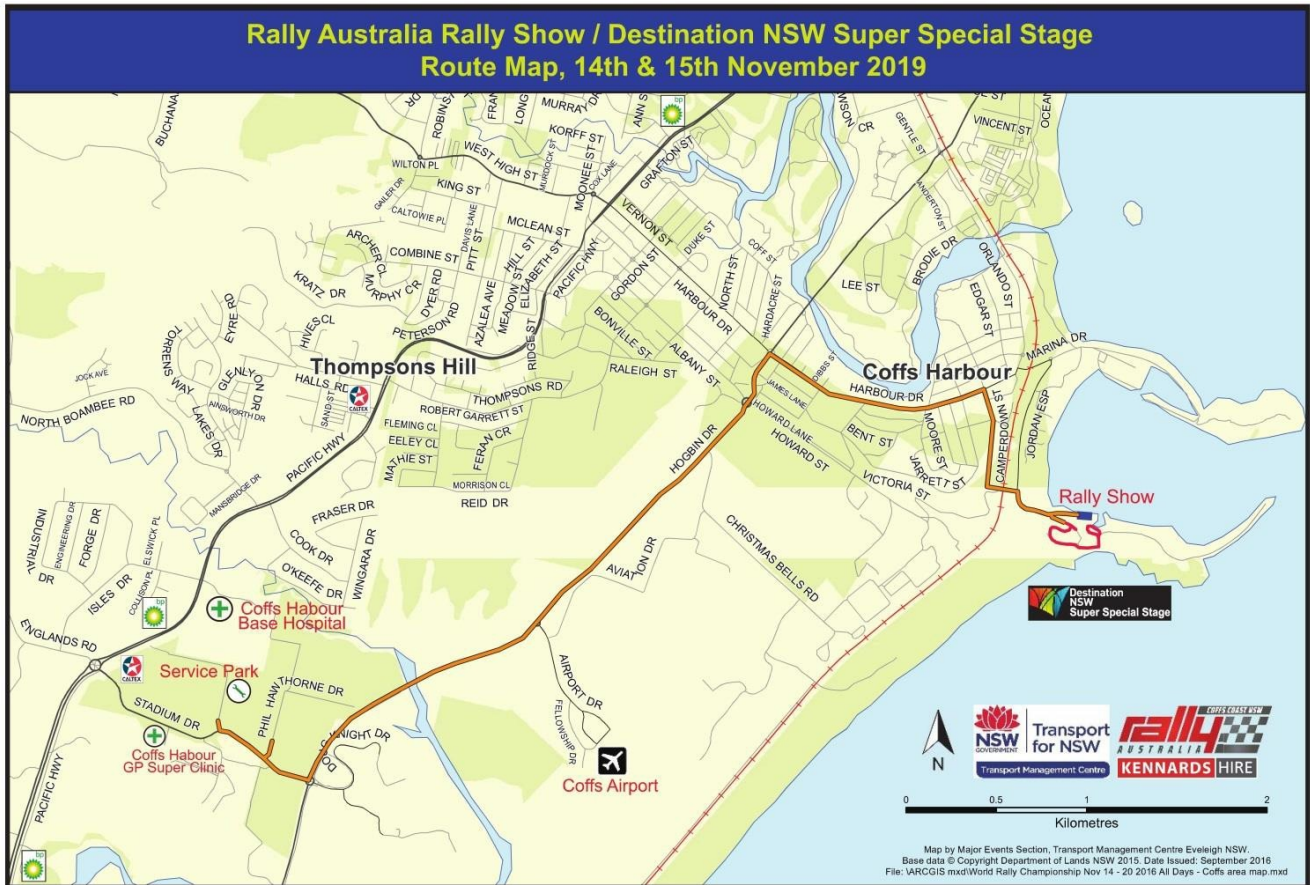 Rally Australia Rally Show / Destination NSW Super Special Stage
Route Map, 14th & 15th November 2019
BUCHANA
ROBINS
FRAN
LONG
MURRAY DR
ANN S
bp
WSON CR
GENTLE ST
VINCENT ST
OCEAN
KORFF ST
WEST HIGH ST
MURDOCK ST
MOONEE ST
COX LANE
GRAFTON ST
WILTON PL
GAILER DR
KING ST
CALTOWIE PL
DAVIS LANE
PITT ST
MCLEAN ST
VERNON ST
DUKE ST
COFF ST
ANDERTON ST
ARCHER CL
COMBINE ST
HILL ST
ELIZABETH ST
MEADOW ST
PACIFIC HWY
GORDON ST
NORTH ST
HARDACRE ST
LEE ST
BRODIE DR
ORLANDO ST
KRATZ DR
MURPHY CR
DYER RD
AZALEA AVE
HARBOUR DR
EDGAR ST
EYRE RD
HIVES CL
PETERSON RD
RIDGE ST
BONVILLE ST
ALBANY ST
MARINA DR
TORRENS WAY
Thompsons Hill
RALEIGH ST
DIBBS ST
Coffs Harbour
JOCK AVE
GLENLYON DR
HALLS RD
SAND ST
CALTEX
THOMPSONS RD
JAMES LANE
HARBOUR DR
NORTH BOAMBEE RD
AINSWORTH DR
LAKES DR
ROBERT GARRETT ST
HOWARD LANE
CAMPERDOWN ST
JORDAN ESP
FLEMING CL
EELEY CL
MATHIE ST
FERAN CR
HOGBIN DR
HOWARD ST
BENT ST
MOORE ST
JARRETT ST
PACIFIC HWY
MORRISON CL
REID DR
VICTORIA ST
MANSBRIDGE DR
Rally Show
FRASER DR
INDUSTRIAL DR
ENGINEERING DR
FORGE DR
ELSWICK PL
COOK DR
O'KEEFE DR
WINGARA DR
CHRISTMAS BELLS RD
AVIATION DR
ISLES DR
COLLISON PL
bp
Coffs Habour
Base Hospital
Destination
NSW
Super Special Stage
ENGLANDS RD
CALTEX
Service Park
PHIL HAWTHORNE DR
AIRPORT DR
STADIUM DR
DOUG KNIGHT DR
FELLOWSHIP DR
Coffs Habour
GP Super Clinic
Coffs Airport
PACIFIC HWY
bp
N
NSW
GOVERNMENT
Transport
for NSW
Transport Management Centre
COFFS COAST NSW
rally
AUSTRALIA
KENNARDS HIRE
0 0.5 1 2
Kilometres
Map by Major Events Section, Transport Management Centre Eveleigh NSW.
Base data © Copyright Department of Lands NSW 2015. Date Issued: September 2016
File: \ARCGIS mxd\World Rally Championship Nov 14 - 20 2016 All Days - Coffs area map.mxd